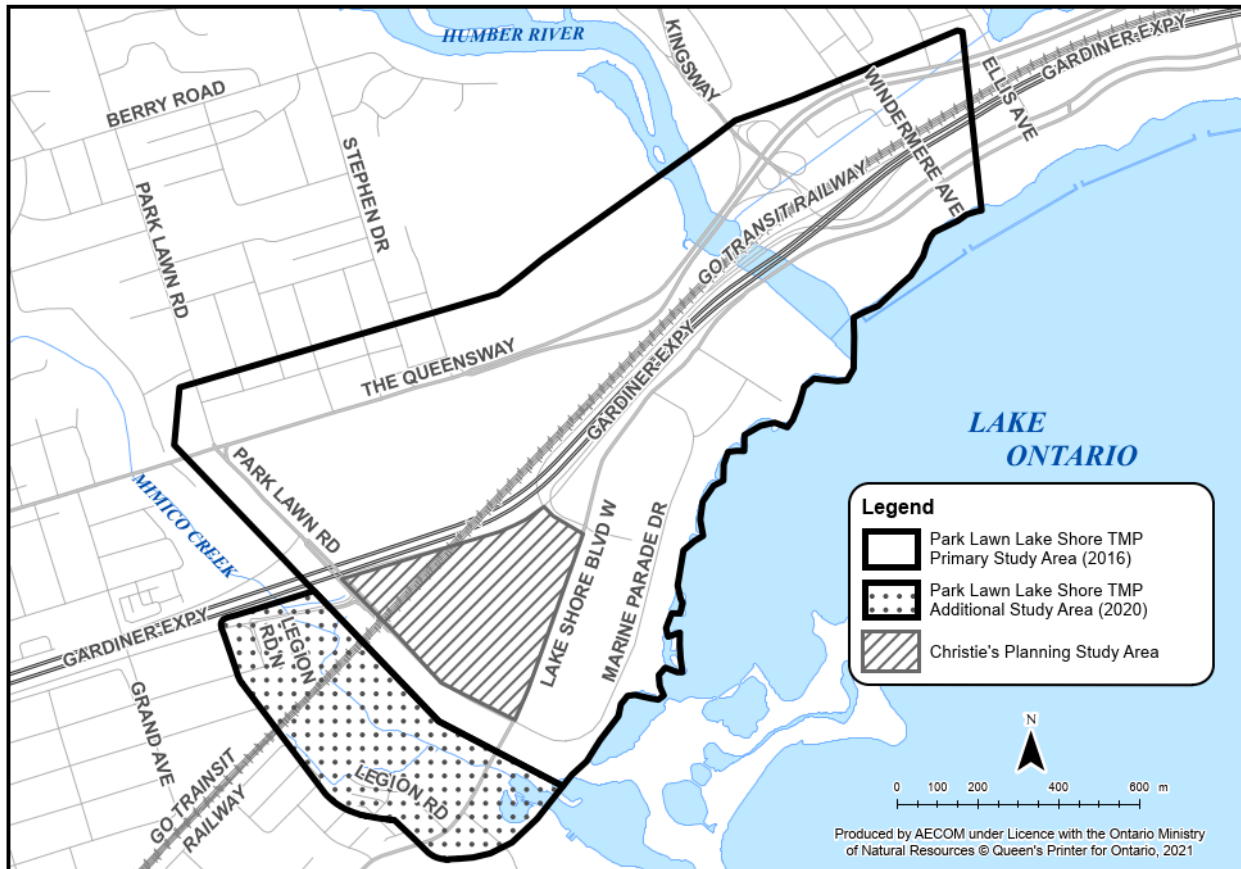 HUMBER RIVER
KINGSWAY
ELLIS AVE
GARDINER EXPY
WINDERMERE AVE
BERRY ROAD
STEPHEN DR
PARK LAWN RD
GO TRANSIT RAILWAY
THE QUEENSWAY
GARDINER EXPY
LAKE
ONTARIO
PARK LAWN RD
MIMICO CREEK
LAKE SHORE BLVD W
MARINE PARADE DR
GARDINER EXPY
LEGION
RD N
GRAND AVE
GO TRAINSIT
RAILWAY
LEGION RD
Legend
Park Lawn Lake Shore TMP
Primary Study Area (2016)
Park Lawn Lake Shore TMP
Additional Study Area (2020)
Christie's Planning Study Area
N
0 100 200 400 600 m
Produced by AECOM under Licence with the Ontario Ministry
of Natural Resources © Queen's Printer for Ontario, 2021